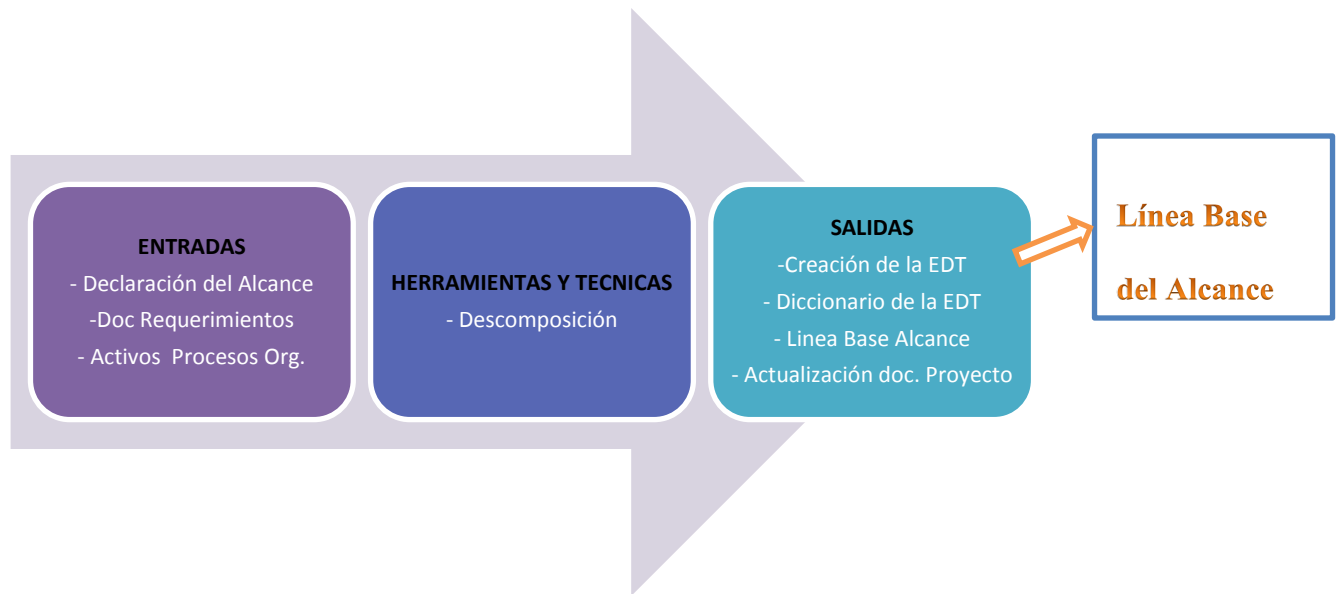 ENTRADAS
- Declaración del Alcance
-Doc Requerimientos
- Activos  Procesos Org.
HERRAMIENTAS Y TECNICAS
- Descomposición
SALIDAS
-Creación de la EDT
- Diccionario de la EDT
- Linea Base Alcance
- Actualización doc. Proyecto
Línea Base
del Alcance